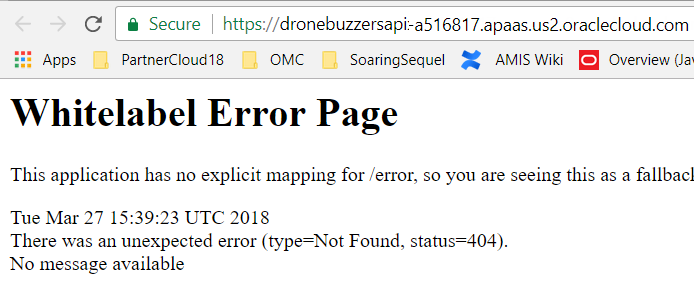 Secure https://dronebuzzersapi-a516817.apaas.us2.oraclecloud.com
Apps PartnerCloud18 OMC SoaringSequel AMIS Wiki Overview (Jav
Whitelabel Error Page
This application has no explicit mapping for /error, so you are seeing this as a fallback
Tue Mar 27 15:39:23 UTC 2018
There was an unexpected error (type=Not Found, status=404).
No message available